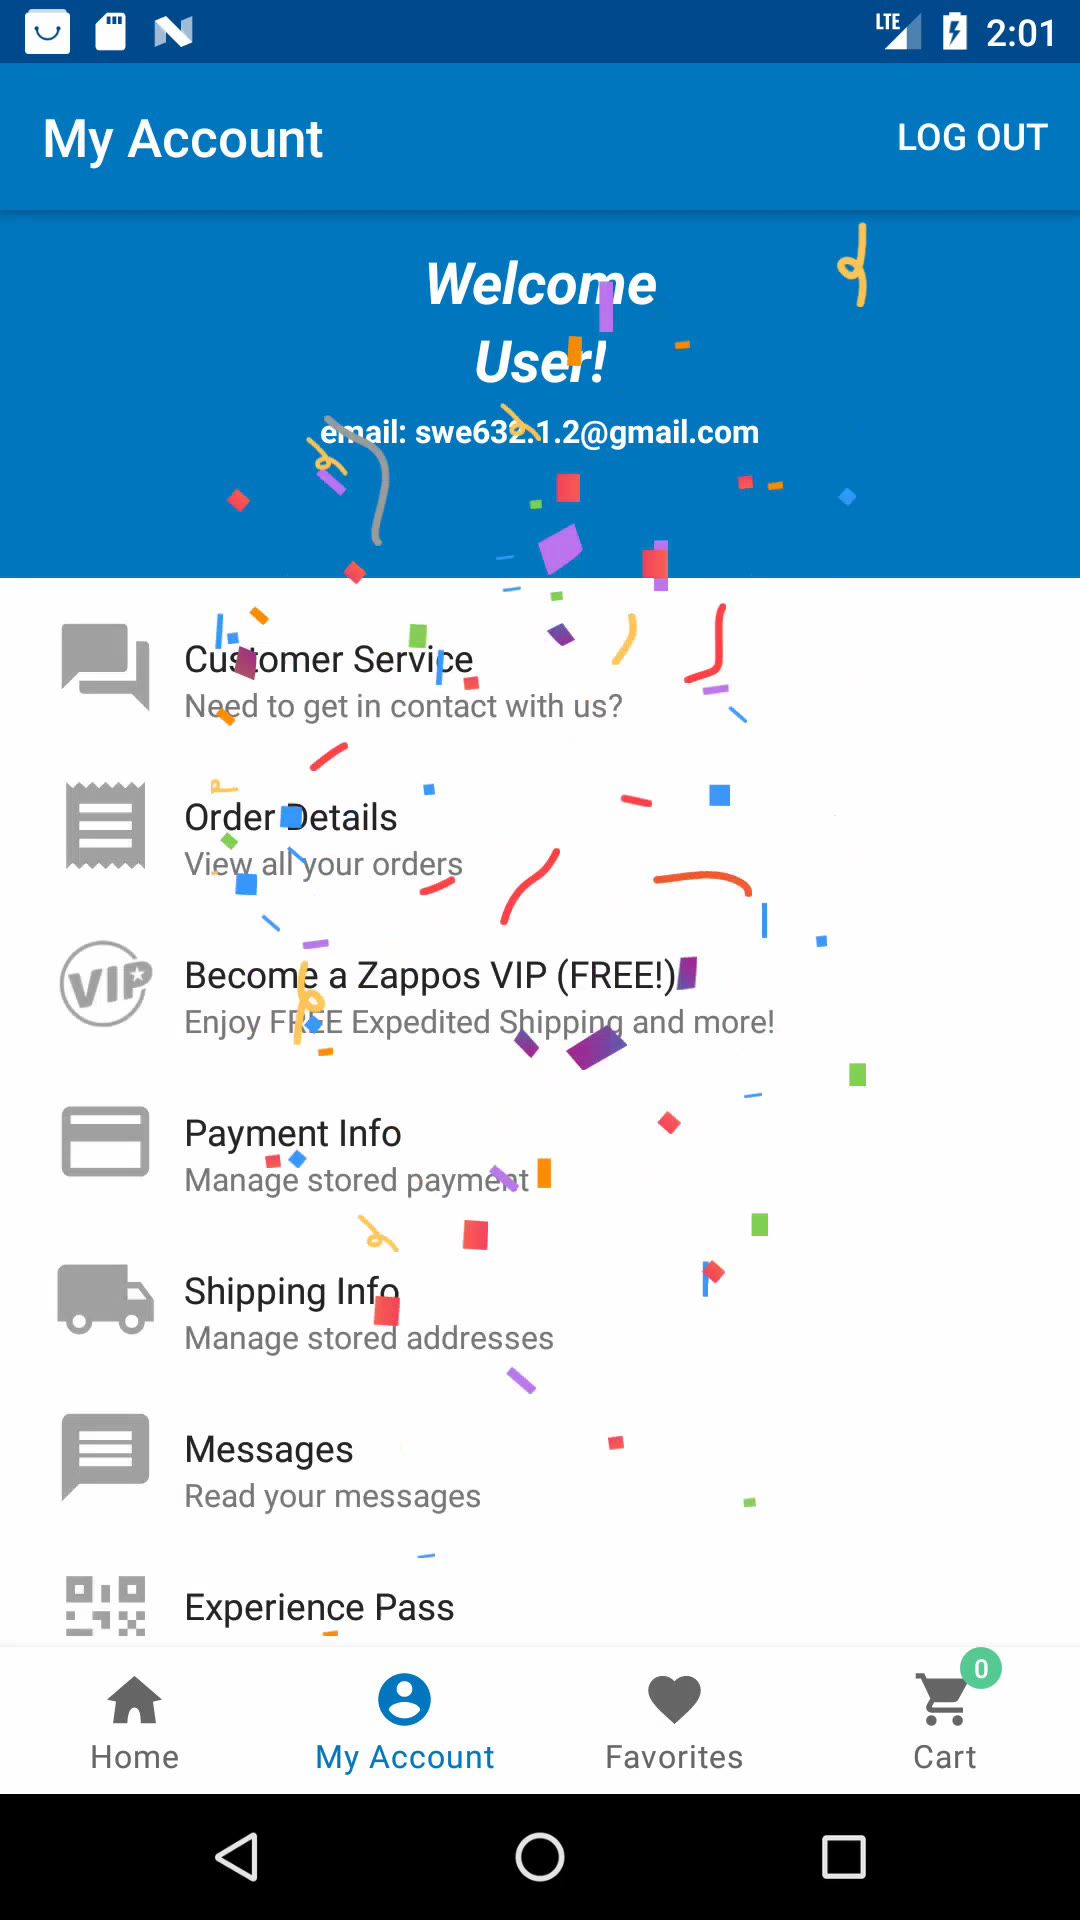 LTE 2:01
My Account LOG OUT
Welcome
User!
email: swe632.1.2@gmail.com
Customer Service
Need to get in contact with us?
Order Details
View all your orders
VIP
Become a Zappos VIP (FREE!)
Enjoy FREE Expedited Shipping and more!
Payment Info
Manage stored payment
Shipping Info
Manage stored addresses
Messages
Read your messages
Experience Pass
0
Home My Account Favorites Cart